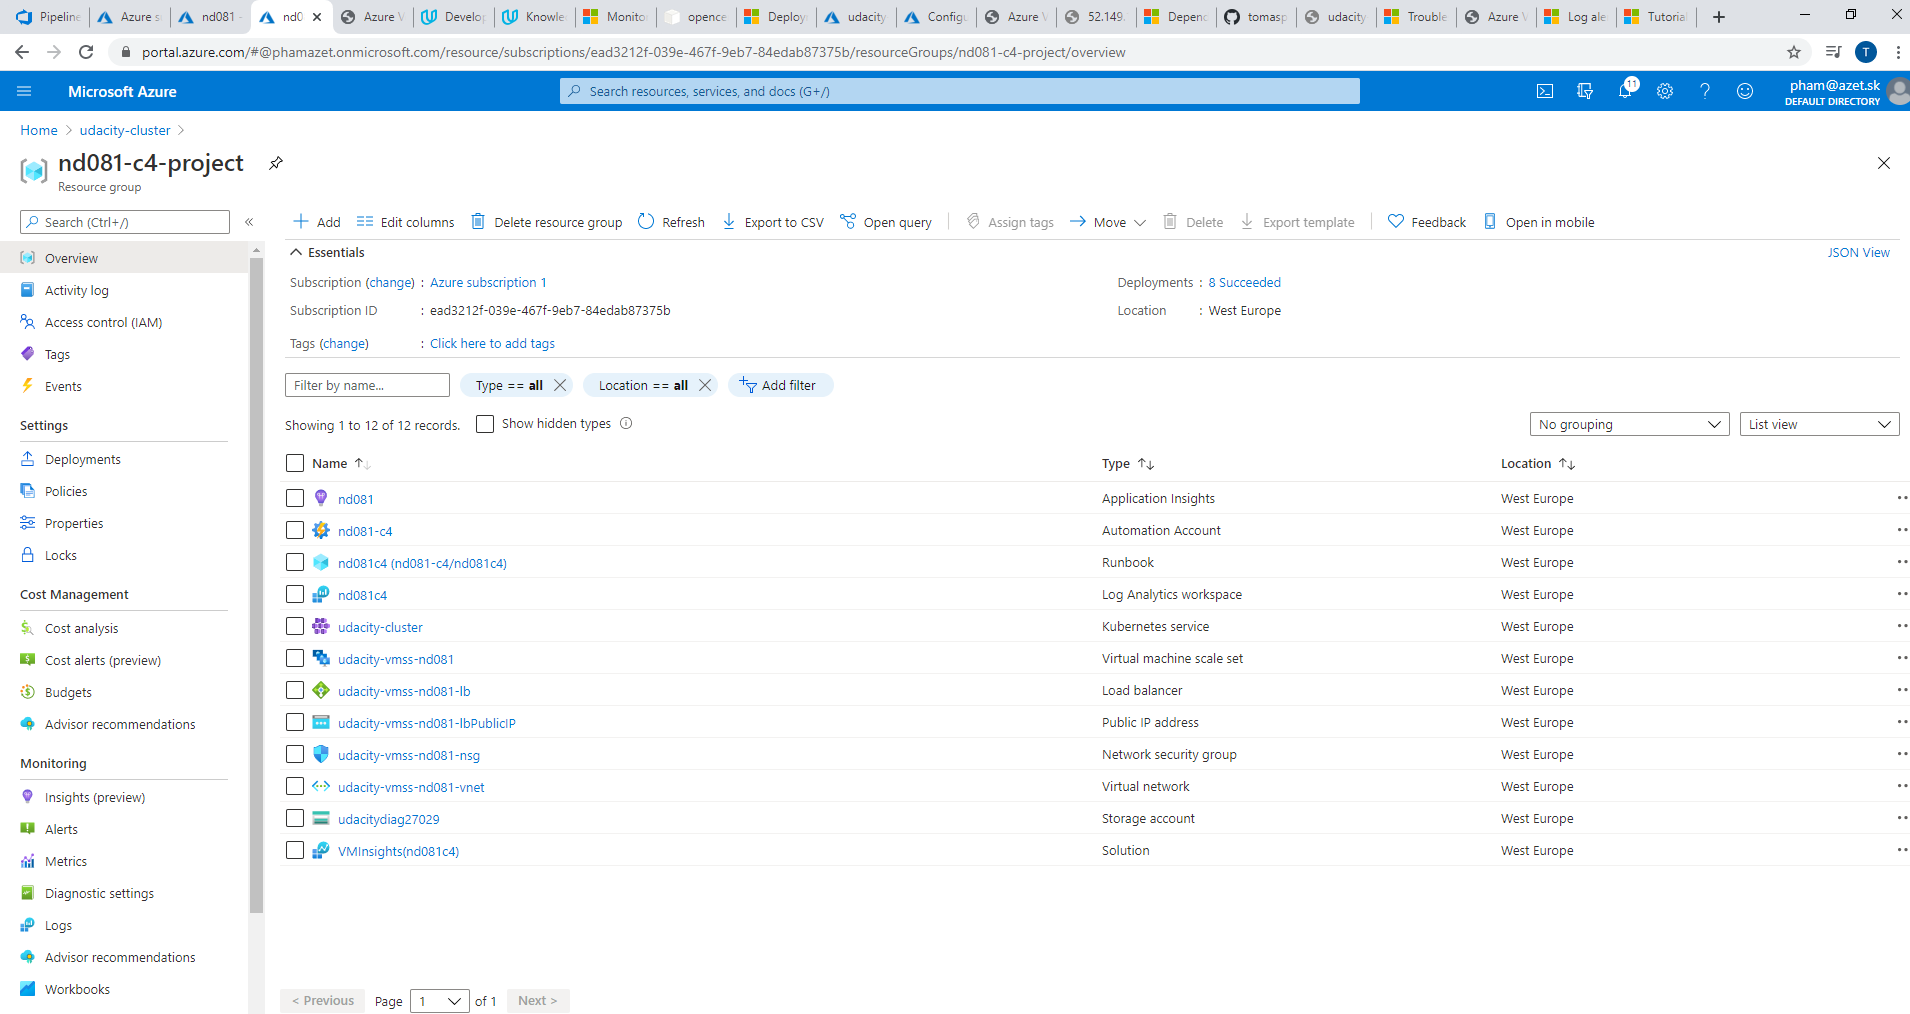 Pipeline
Azure s
nd081 -
nd0
Azure V
Develop
Knowle
Monito
opence
Deploy
udacity
Config
Azure V
52.149.
Depend
tomasp
udacity
Trouble
Azure V
Log ale
Tutorial
portal.azure.com/#@phamazet.onmicrosoft.com/resource/subscriptions/ead3212f-039e-467f-9eb7-84edab87375b/resourceGroups/nd081-c4-project/overview
T
Microsoft Azure
Search resources, services, and docs (G+/)
11
pham@azet.sk
DEFAULT DIRECTORY
Home > udacity-cluster >
nd081-c4-project
Resource group
Search (Ctrl+/)
«
Overview
Activity log
Access control (IAM)
Tags
Events
Settings
Deployments
Policies
Properties
Locks
Cost Management
Cost analysis
Cost alerts (preview)
Budgets
Advisor recommendations
Monitoring
Insights (preview)
Alerts
Metrics
Diagnostic settings
Logs
Advisor recommendations
Workbooks
Add Edit columns Delete resource group Refresh Export to CSV Open query Assign tags Move Delete Export template Feedback Open in mobile
Essentials
JSON View
Subscription (change) : Azure subscription 1
Deployments : 8 Succeeded
Subscription ID : ead3212f-039e-467f-9eb7-84edab87375b
Location : West Europe
Tags (change) : Click here to add tags
Filter by name...
Type == all
Location == all
Add filter
Showing 1 to 12 of 12 records.
Show hidden types
No grouping
List view
Name Type Location
nd081 Application Insights West Europe
nd081-c4 Automation Account West Europe
nd081c4 (nd081-c4/nd081c4) Runbook West Europe
nd081c4 Log Analytics workspace West Europe
udacity-cluster Kubernetes service West Europe
udacity-vmss-nd081 Virtual machine scale set West Europe
udacity-vmss-nd081-lb Load balancer West Europe
udacity-vmss-nd081-lbPublicIP Public IP address West Europe
udacity-vmss-nd081-nsg Network security group West Europe
udacity-vmss-nd081-vnet Virtual network West Europe
udacitydiag27029 Storage account West Europe
VMInsights(nd081c4) Solution West Europe
< Previous Page 1 of 1 Next >